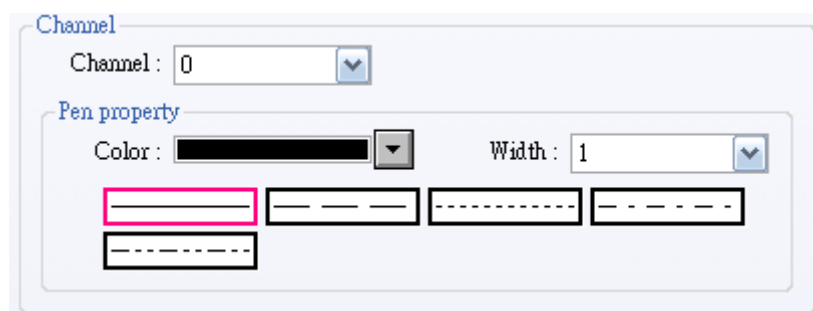 Channel
Channel : 0
Pen property
Color : Width : 1